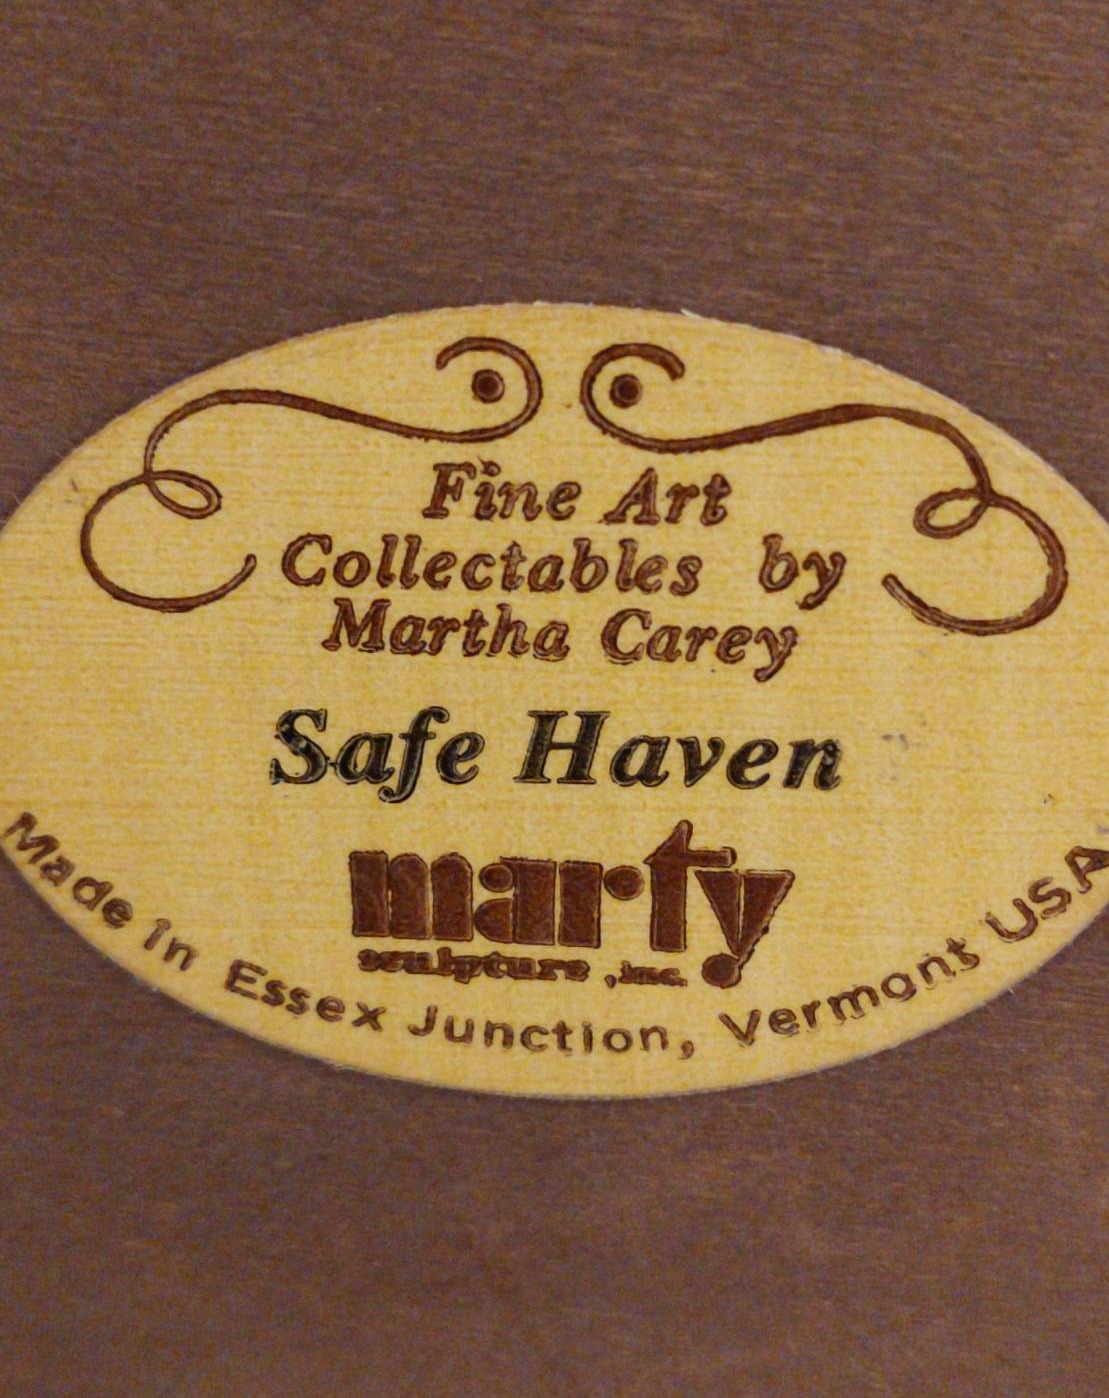 Fine Art
Collectables by
Martha Carey
Safe Haven
marty
sculpture, inc.
Made in Essex Junction, Vermont USA